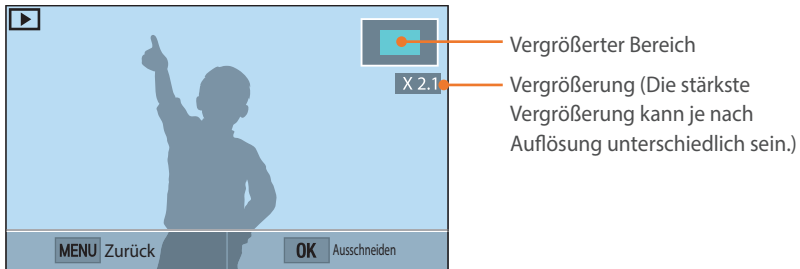 Vergrößerter Bereich
X 2.1
Vergrößerung (Die stärkste
Vergrößerung kann je nach
Auflösung unterschiedlich sein.)
MENU Zurück
OK Ausschneiden